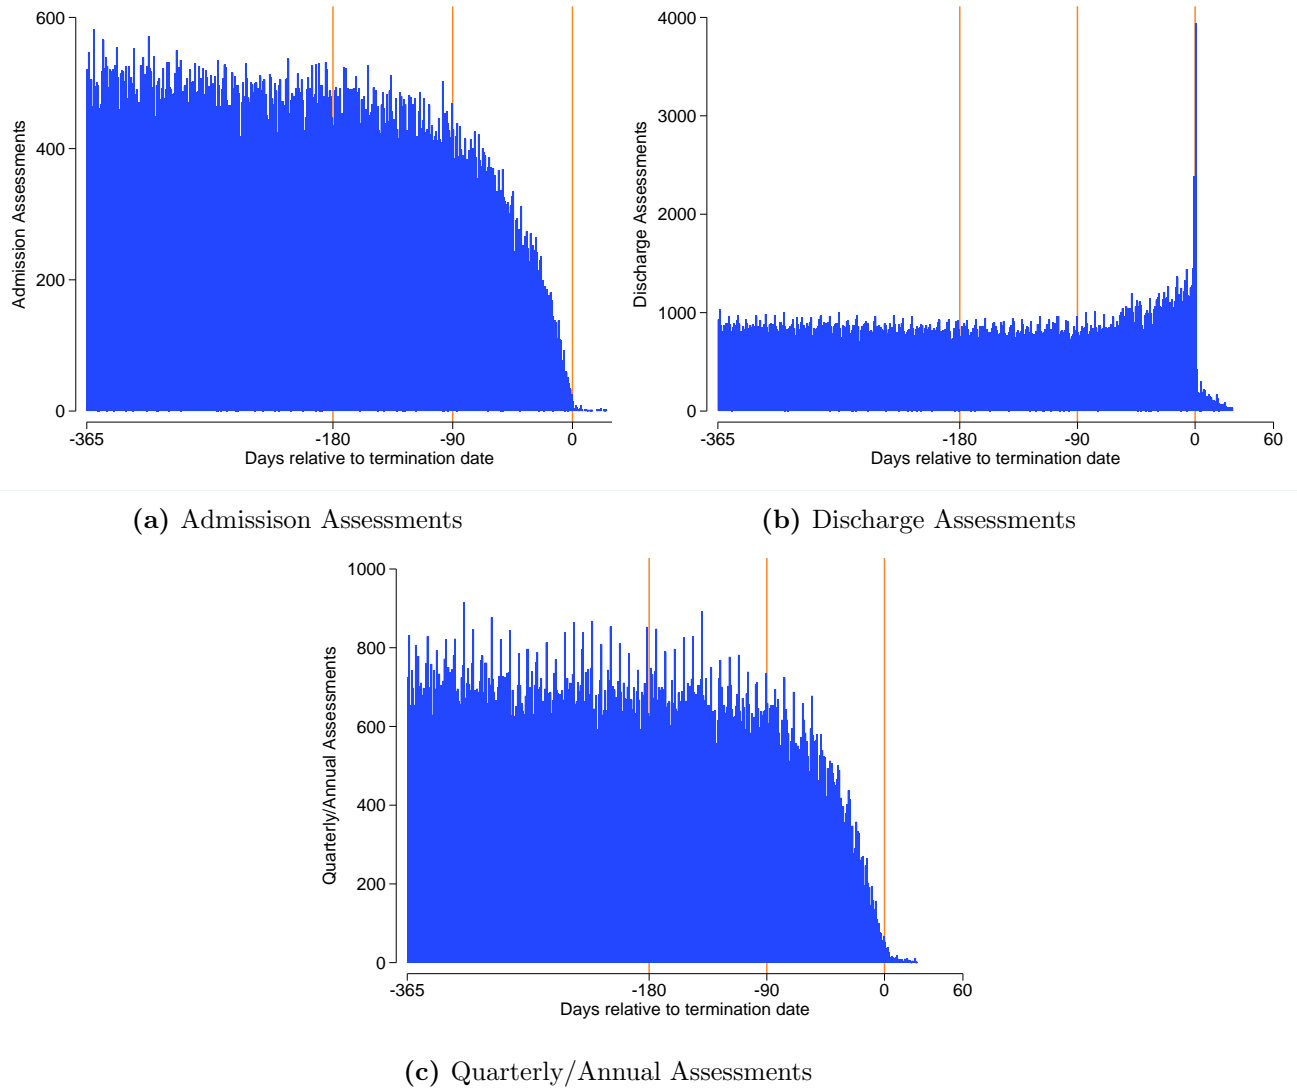 600
400
200
0
Admission Assessments
-365 -180 -90 0
Days relative to termination date
(a) Admissison Assessments
4000
3000
2000
1000
0
Discharge Assessments
-365 -180 -90 0 60
Days relative to termination date
(b) Discharge Assessments
1000
800
600
400
200
0
Quarterly/Annual Assessments
-365 -180 -90 0 60
Days relative to termination date
(c) Quarterly/Annual Assessments